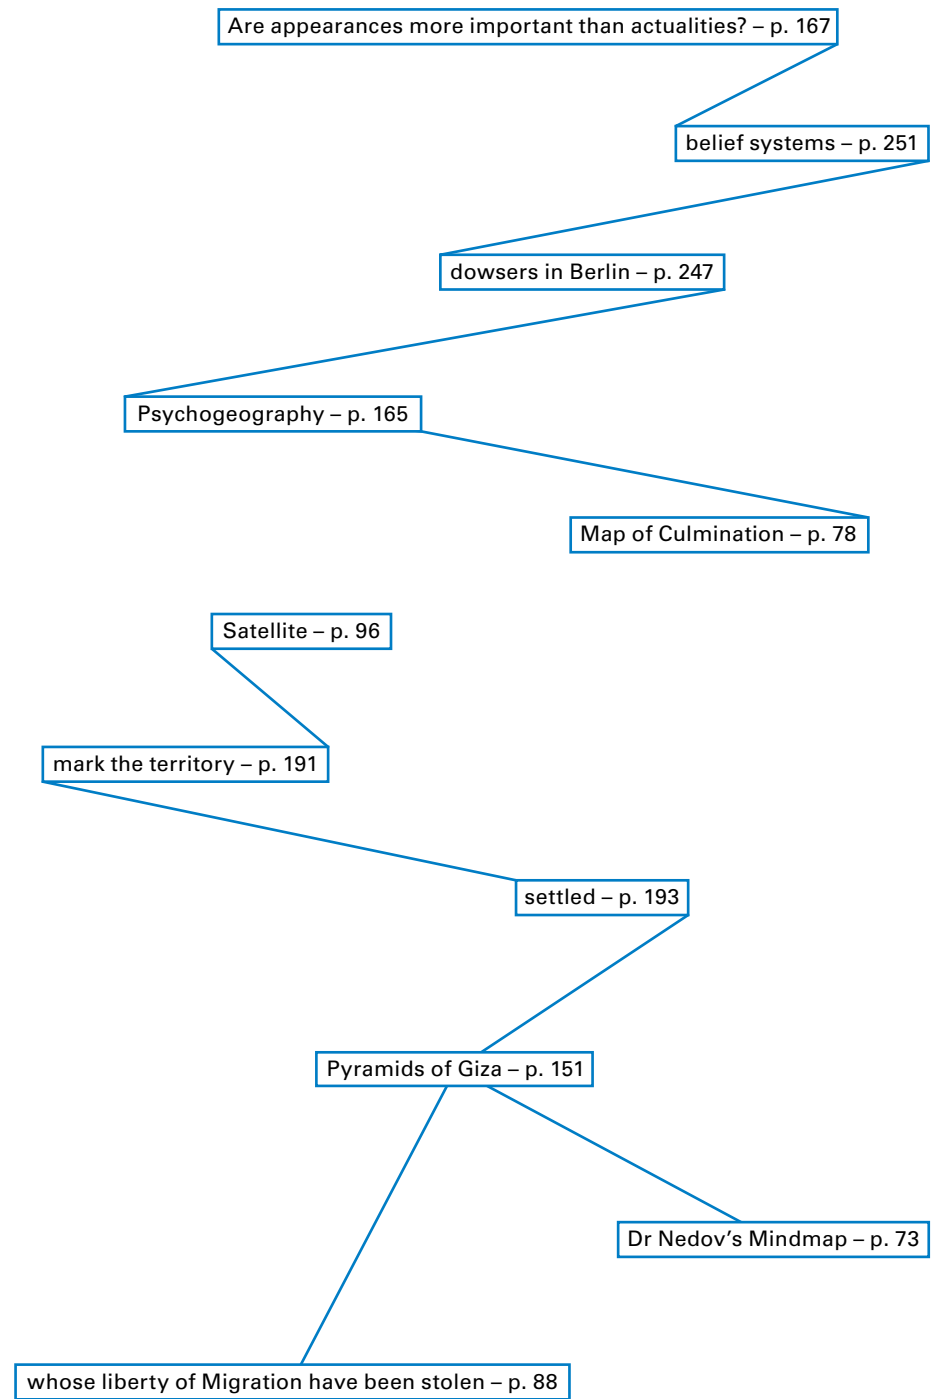 Are appearances more important than actualities? – p. 167
belief systems – p. 251
dowsers in Berlin – p. 247
Psychogeography – p. 165
Map of Culmination – p. 78
Satellite – p. 96
mark the territory – p. 191
settled – p. 193
Pyramids of Giza – p. 151
Dr Nedov’s Mindmap – p. 73
whose liberty of Migration have been stolen – p. 88